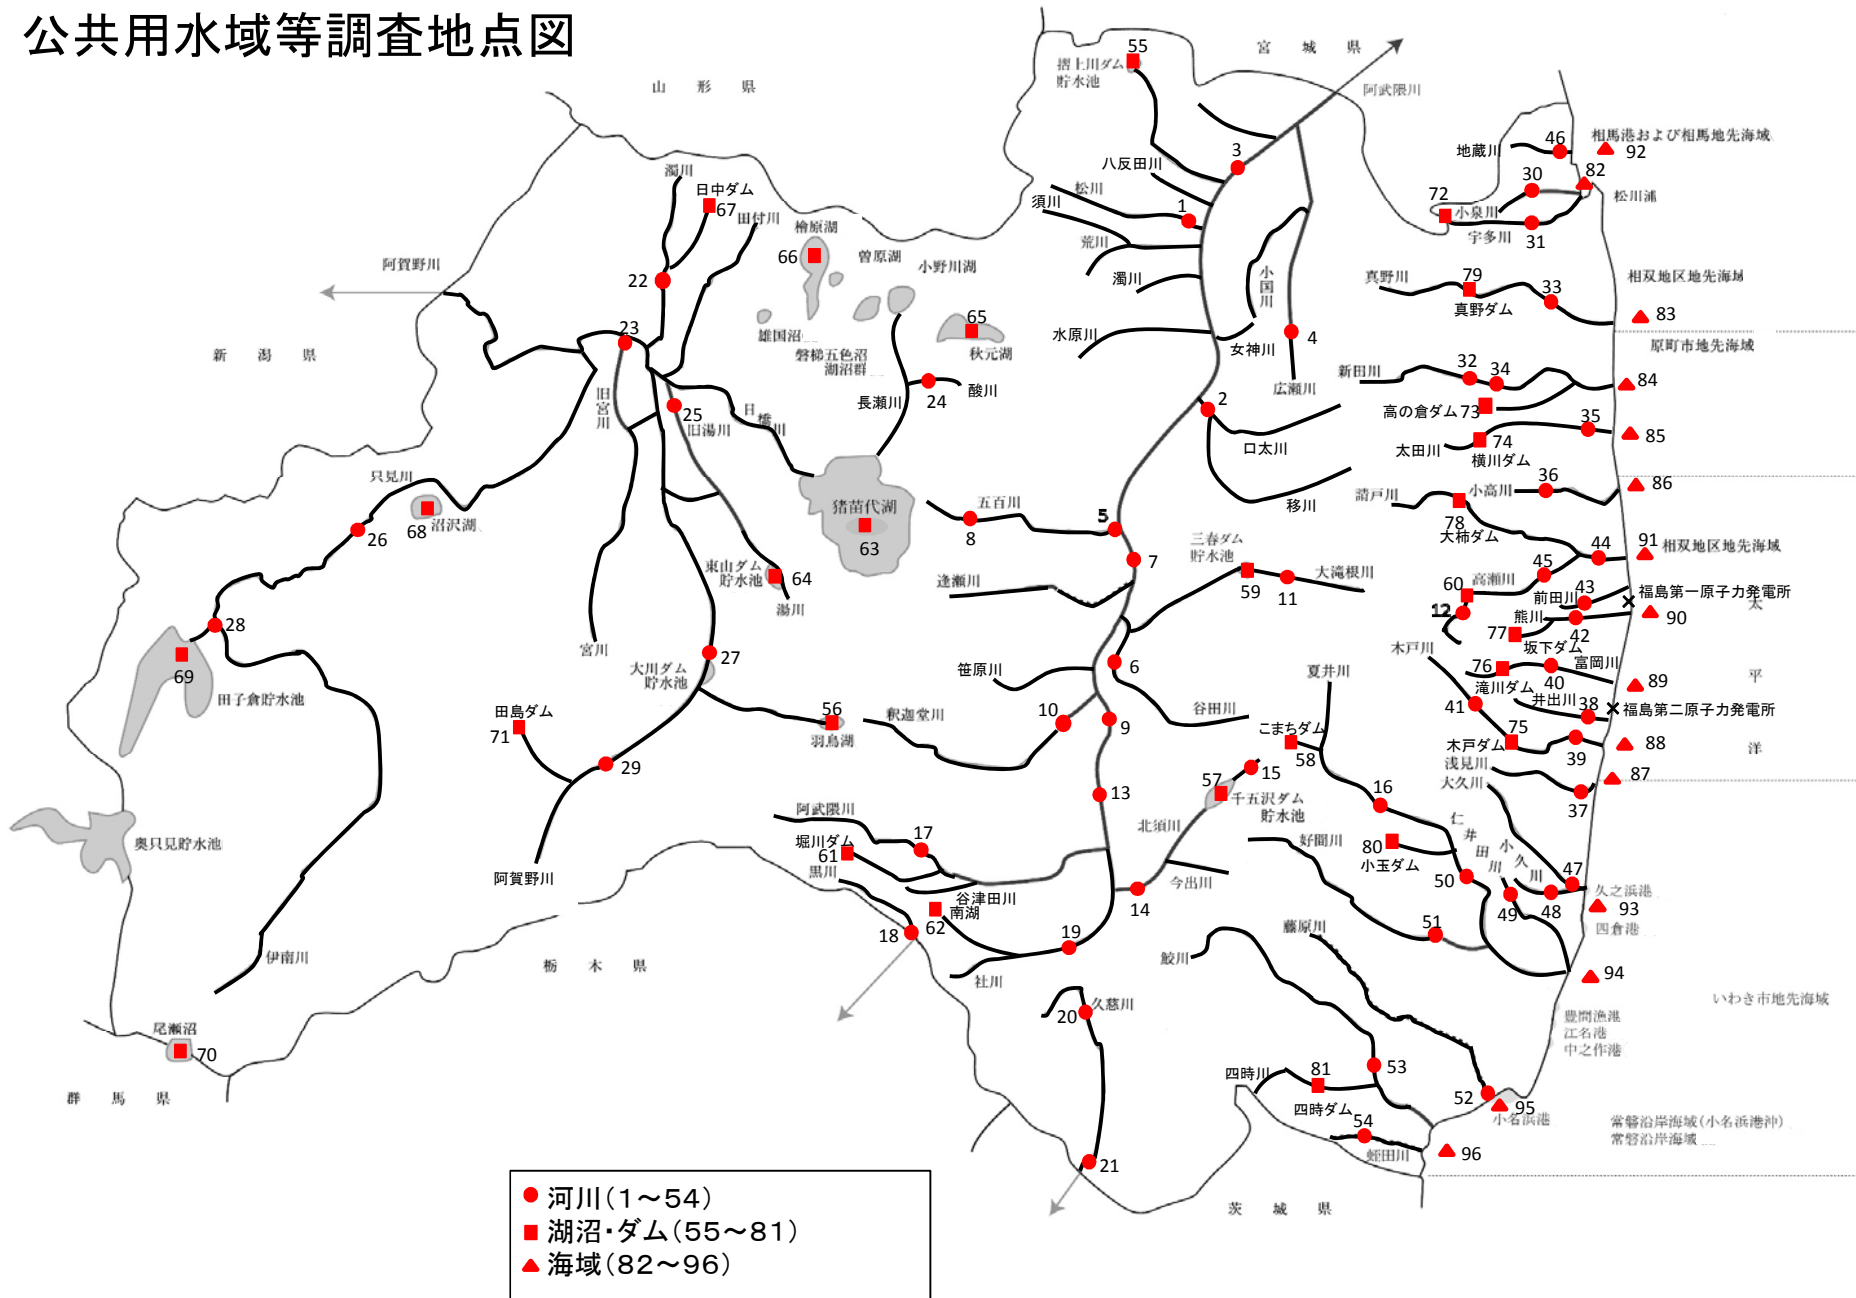 公共用水域等調査地点図
55
宮城県
摺上川ダム
貯水池
山形県
阿武隈川
相馬港および相馬地先海域
46
地蔵川
92
3
八反田川
濁川
日中ダム
67
田付川
松川
須川
1
30
82
72
小泉川
松川浦
31
宇多川
檜原湖
66
曽原湖
小野川湖
荒川
濁川
小国川
阿賀野川
22
真野川
79
33
相双地区地先海域
真野ダム
83
65
雄国沼
秋元湖
磐梯五色沼
湖沼群
23
新潟県
水原川
女神川
4
原町市地先海域
新田川
32
34
84
広瀬川
24
酸川
長瀬川
旧宮川
25
旧湯川
日橋川
2
高の倉ダム
73
35
85
口太川
太田川
74
横川ダム
只見川
猪苗代湖
63
五百川
8
5
移川
請戸川
小高川
36
86
78
大柿ダム
68
沼沢湖
26
三春ダム
貯水池
7
59
11
大滝根川
44
91
相双地区地先海域
45
東山ダム
貯水池
64
湯川
逢瀬川
60
高瀬川
12
前田川
43
福島第一原子力発電所
太
熊川
42
90
77
坂下ダム
28
69
田子倉貯水池
宮川
27
大川ダム
貯水池
笹原川
6
夏井川
木戸川
76
滝川ダム
40
富岡川
平
89
41
井出川
38
福島第二原子力発電所
谷田川
田島ダム
71
56
羽鳥湖
釈迦堂川
10
9
こまちダム
58
75
木戸ダム
39
88
洋
29
浅見川
大久川
87
37
57
15
千五沢ダム
貯水池
16
13
阿武隈川
奥只見貯水池
堀川ダム
61
17
北須川
好間川
80
小玉ダム
仁井田川
小久川
黒川
50
47
阿賀野川
谷津田川
今出川
14
49
48
久之浜港
93
62
南湖
18
四倉港
51
藤原川
19
伊南川
栃木県
社川
鮫川
94
20
久慈川
いわき市地先海域
豊間漁港
江名港
中之作港
尾瀬沼
70
四時川
81
53
群馬県
四時ダム
52
95
小名浜港
54
常磐沿岸海域(小名浜港沖)
常磐沿岸海域
蛭田川
96
21
茨城県
河川(1～54)
湖沼・ダム(55～81)
海域(82～96)